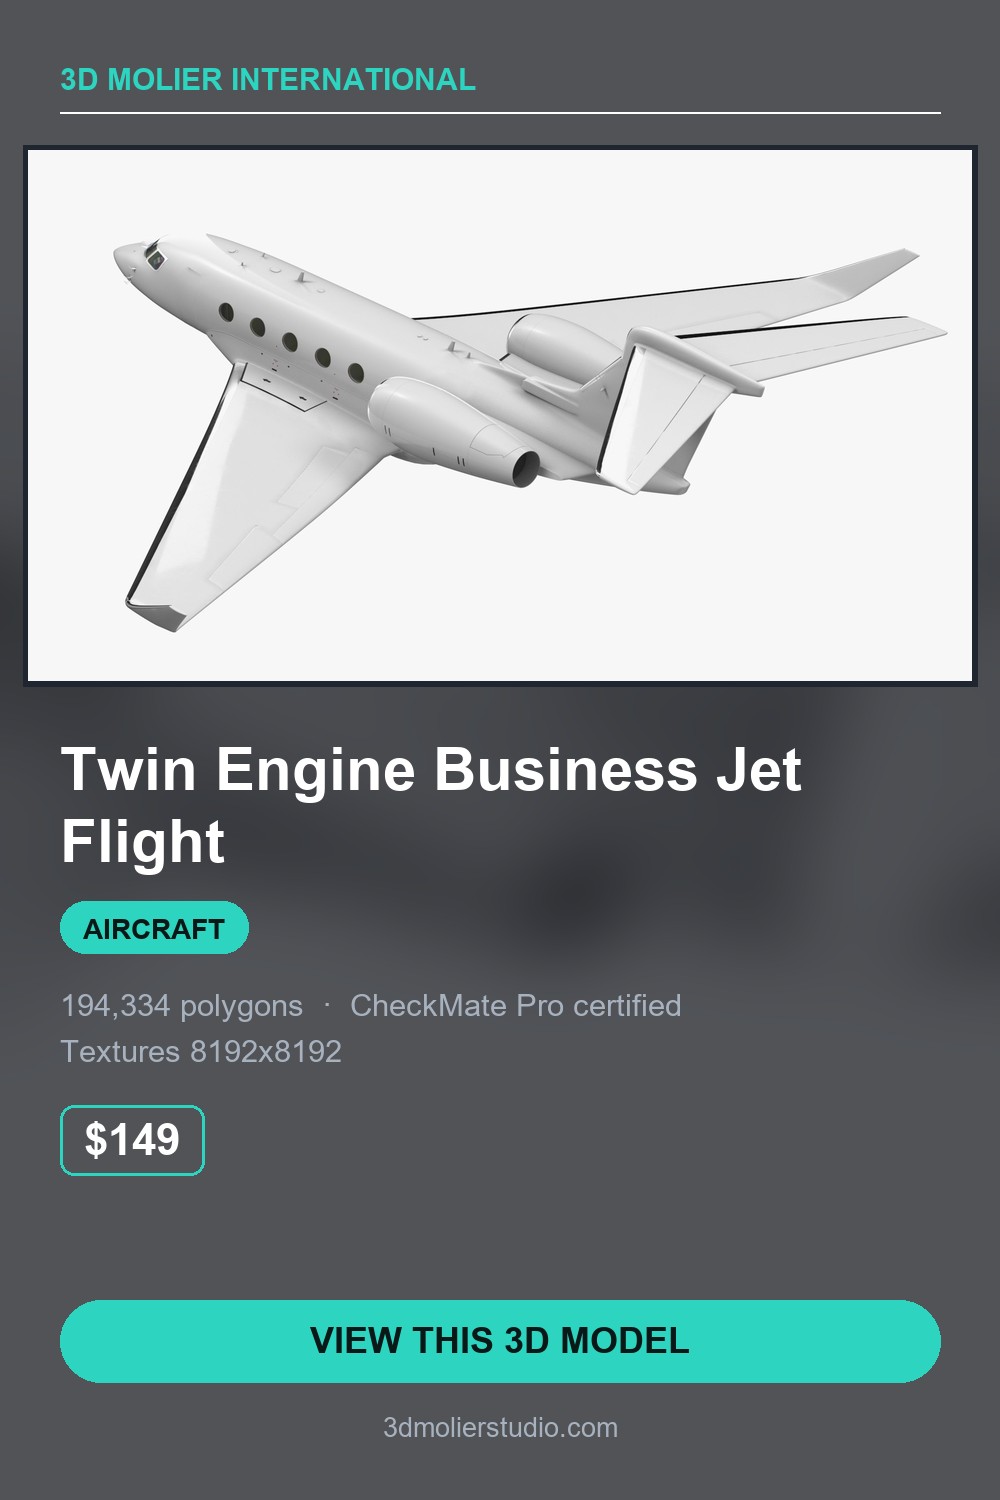 3D MOLIER INTERNATIONAL
Twin Engine Business Jet
Flight
AIRCRAFT
194,334 polygons · CheckMate Pro certified
Textures 8192x8192
$149
VIEW THIS 3D MODEL
3dmolierstudio.com